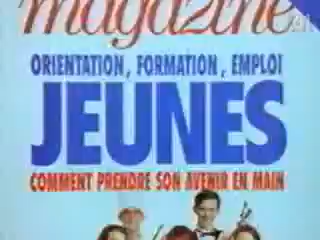 magazine
ORIENTATION, FORMATION, EMPLOI
JEUNES
COMMENT PRENDRE SON AVENIR EN MAIN